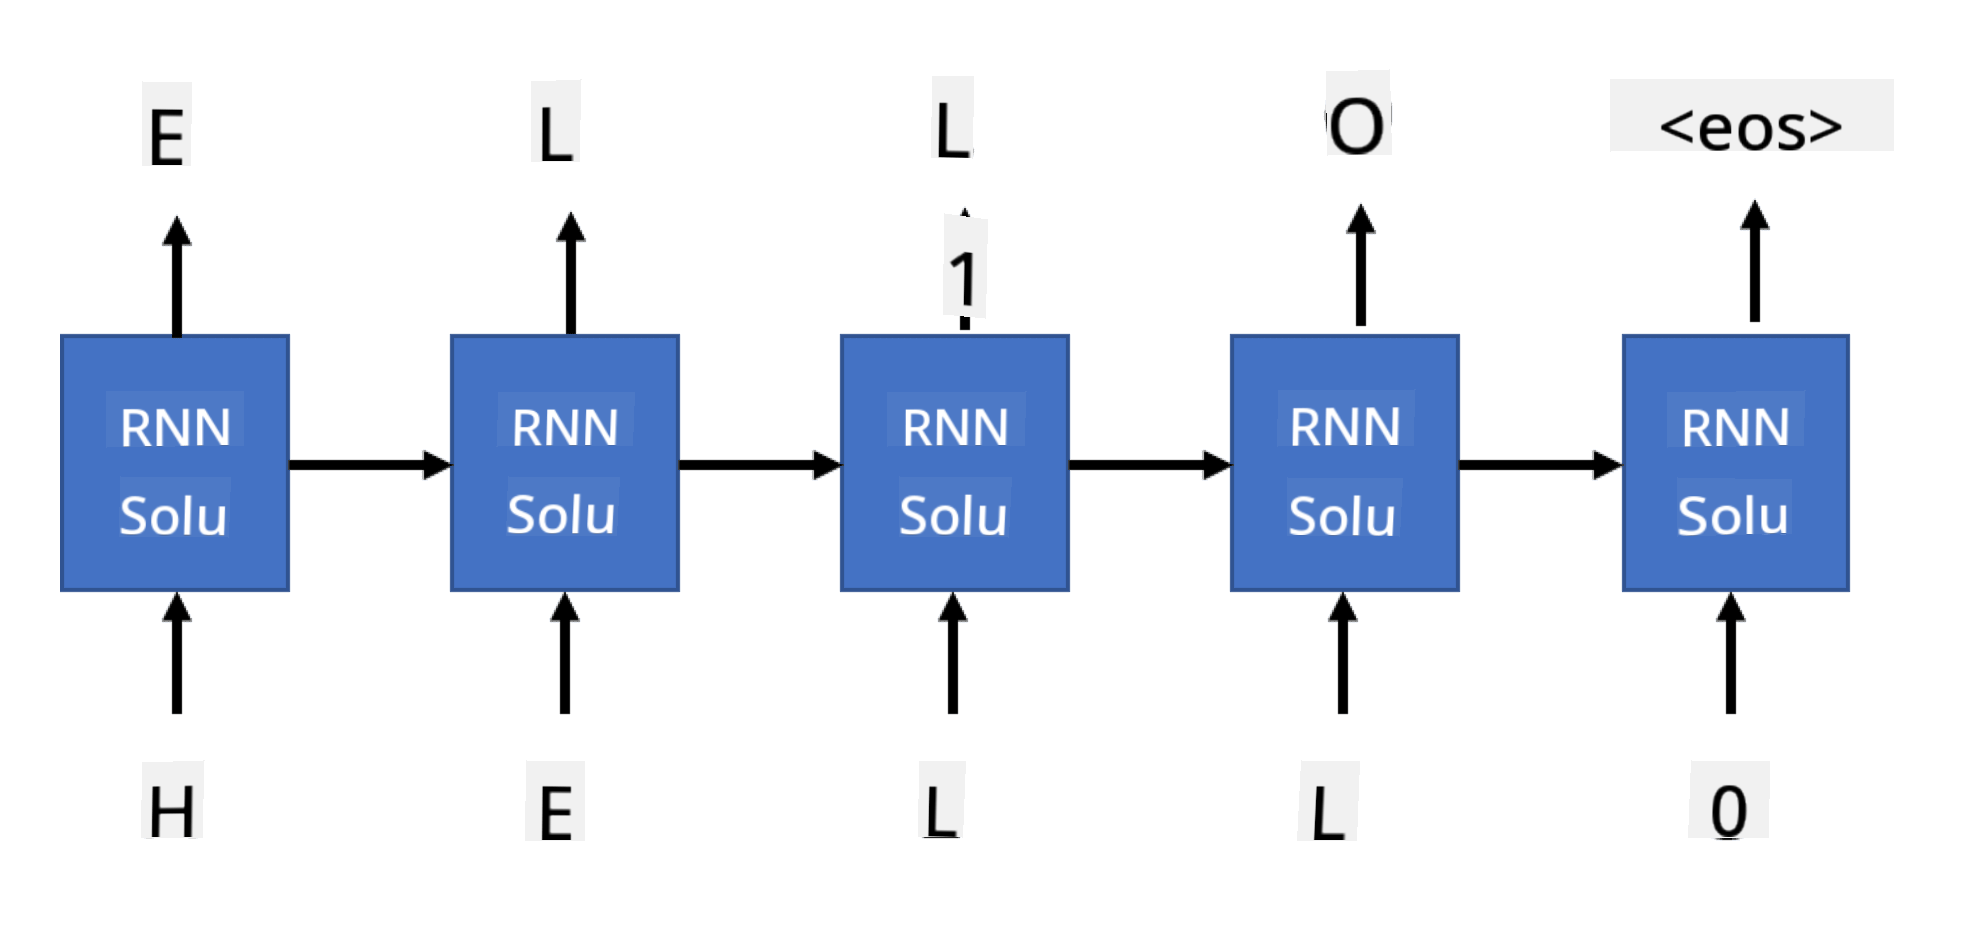 E L L O <eos>
1
RNN RNN RNN RNN RNN
Solu Solu Solu Solu Solu
H E L L 0